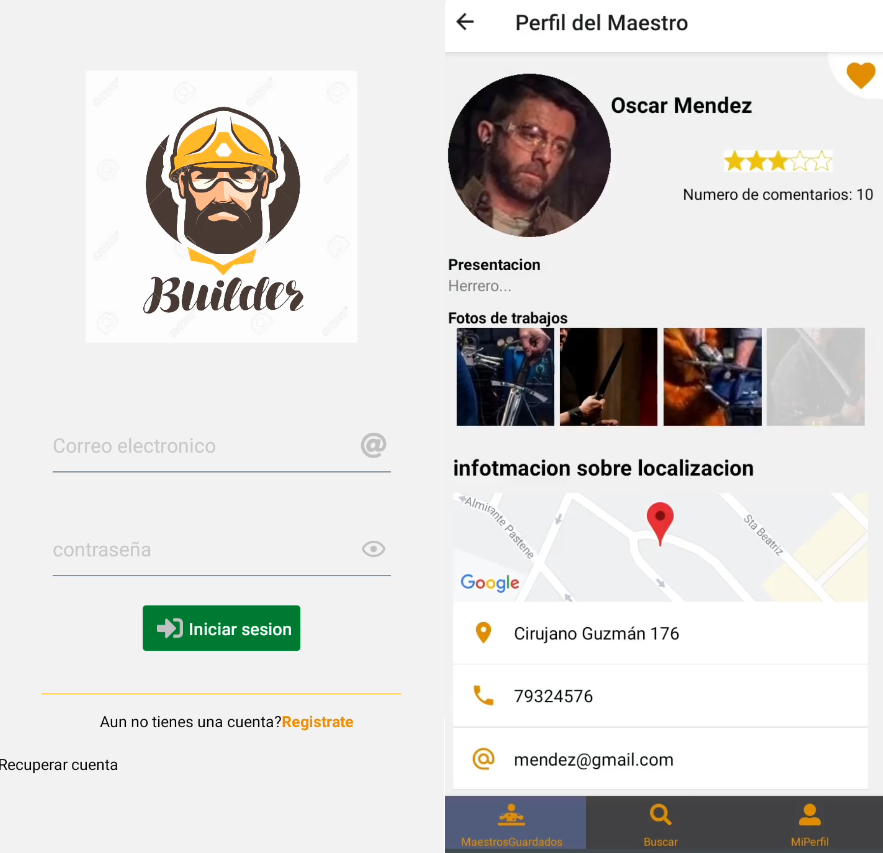 Builder
Correo electronico
contraseña
Iniciar sesion
Aun no tienes una cuenta?Registrate
Recuperar cuenta
Perfil del Maestro
Oscar Mendez
Numero de comentarios: 10
Presentacion
Herrero...
Fotos de trabajos
infotmacion sobre localizacion
Almirante Pastene
Sta Beatriz
Google
Cirujano Guzmán 176
79324576
mendez@gmail.com
MaestrosGuardados
Buscar
MiPerfil